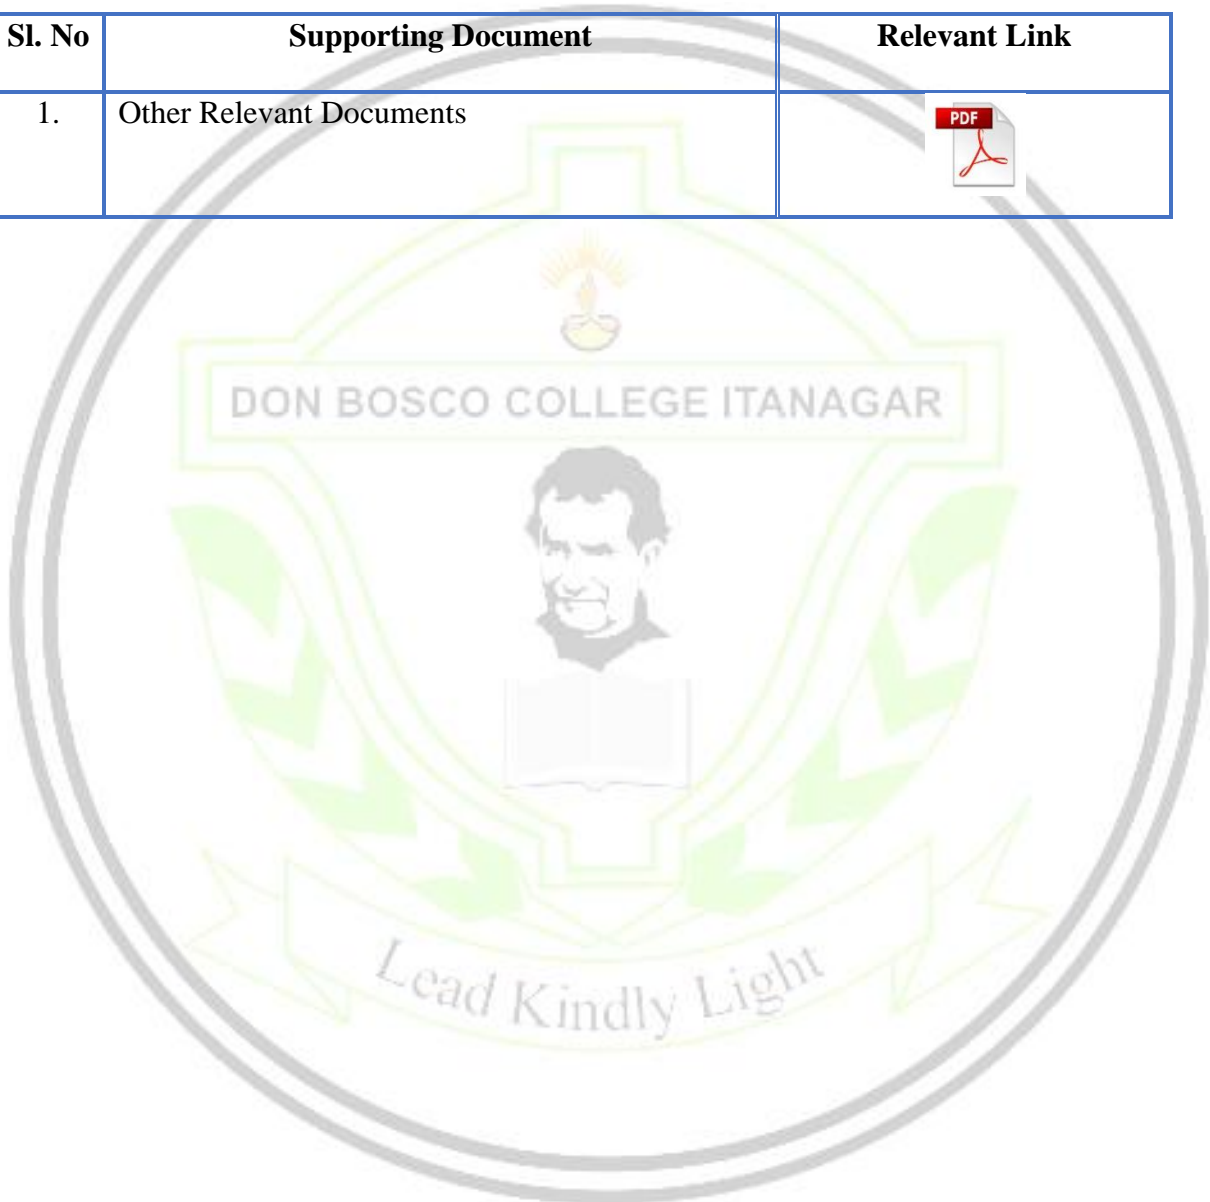 Sl. No Supporting Document Relevant Link
1. Other Relevant Documents PDF
DON BOSCO COLLEGE ITANAGAR
Lead Kindly Light